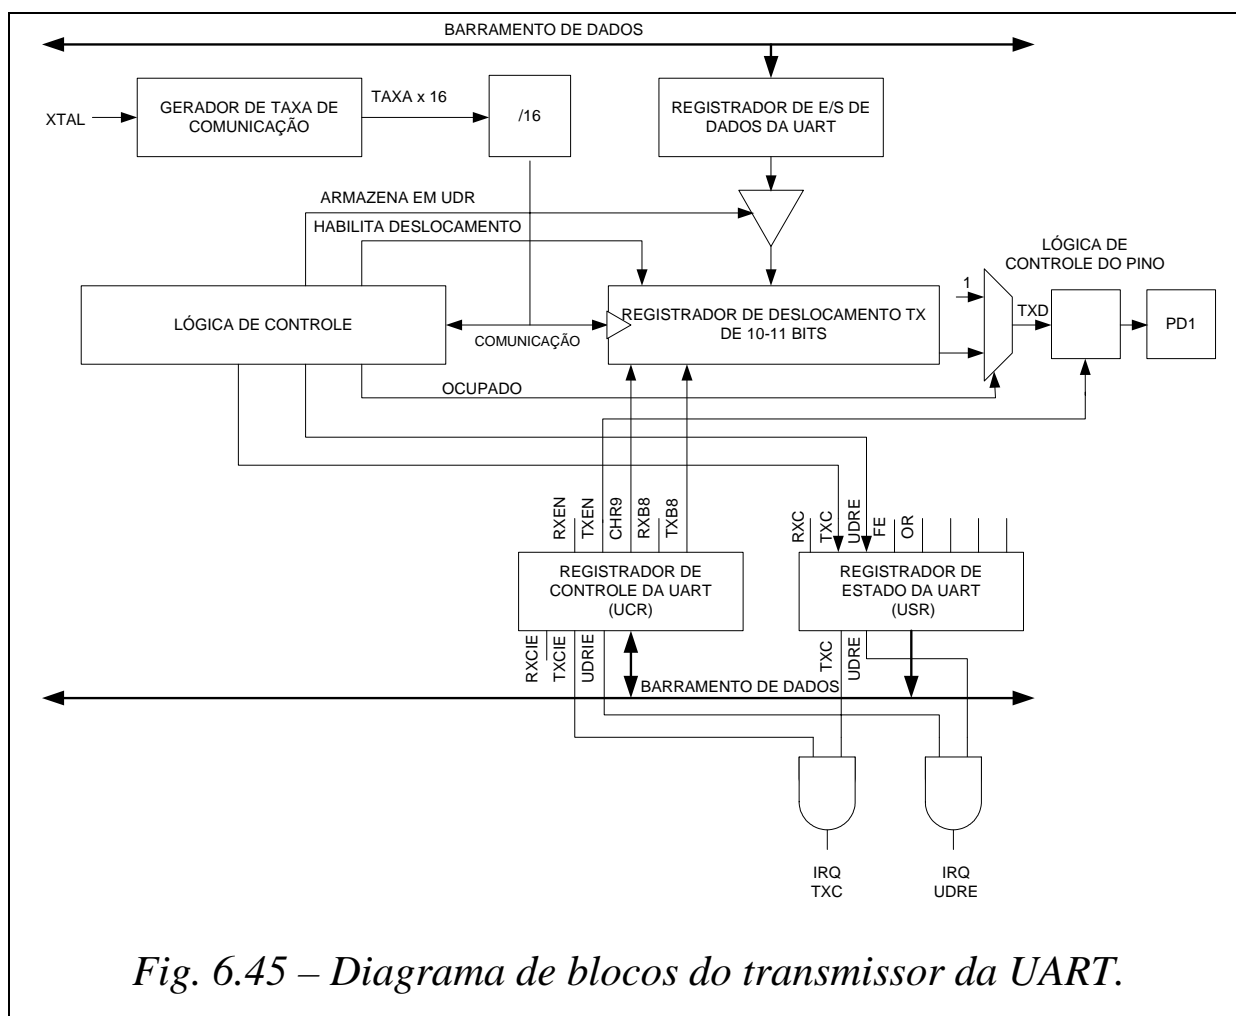 BARRAMENTO DE DADOS
XTAL
GERADOR DE TAXA DE
COMUNICAÇÃO
TAXA x 16
/16
REGISTRADOR DE E/S DE
DADOS DA UART
ARMAZENA EM UDR
HABILITA DESLOCAMENTO
LÓGICA DE
CONTROLE DO PINO
LÓGICA DE CONTROLE
COMUNICAÇÃO
REGISTRADOR DE DESLOCAMENTO TX
DE 10-11 BITS
1
TXD
PD1
OCUPADO
RXEN
TXEN
CHR9
RXB8
TXB8
RXC
TXC
UDRE
FE
OR
REGISTRADOR DE
CONTROLE DA UART
(UCR)
REGISTRADOR DE
ESTADO DA UART
(USR)
RXCIE
TXCIE
UDRIE
TXC
UDRE
BARRAMENTO DE DADOS
IRQ
TXC
IRQ
UDRE
Fig. 6.45 – Diagrama de blocos do transmissor da UART.